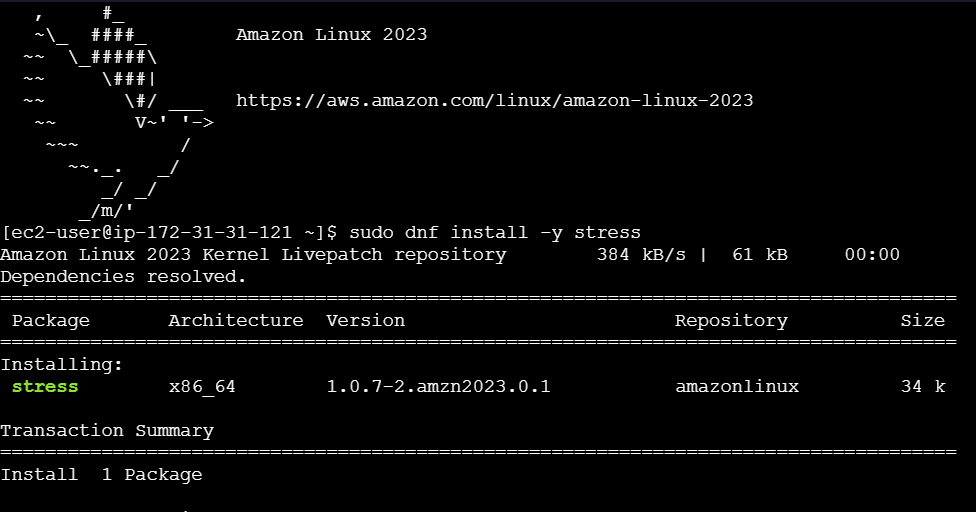 ,     #_
   ~\_  ####_        Amazon Linux 2023
  ~~  \_#####\
  ~~     \###|
  ~~       \#/ ___   https://aws.amazon.com/linux/amazon-linux-2023
   ~~       V~' '->
    ~~~         /
      ~~._.   _/
         _/ _/
       _/m/'
[ec2-user@ip-172-31-31-121 ~]$ sudo dnf install -y stress
Amazon Linux 2023 Kernel Livepatch repository        384 kB/s |  61 kB     00:00
Dependencies resolved.
=====================================================================================
 Package       Architecture  Version                        Repository          Size
=====================================================================================
Installing:
 stress        x86_64        1.0.7-2.amzn2023.0.1           amazonlinux         34 k

Transaction Summary
=====================================================================================
Install  1 Package